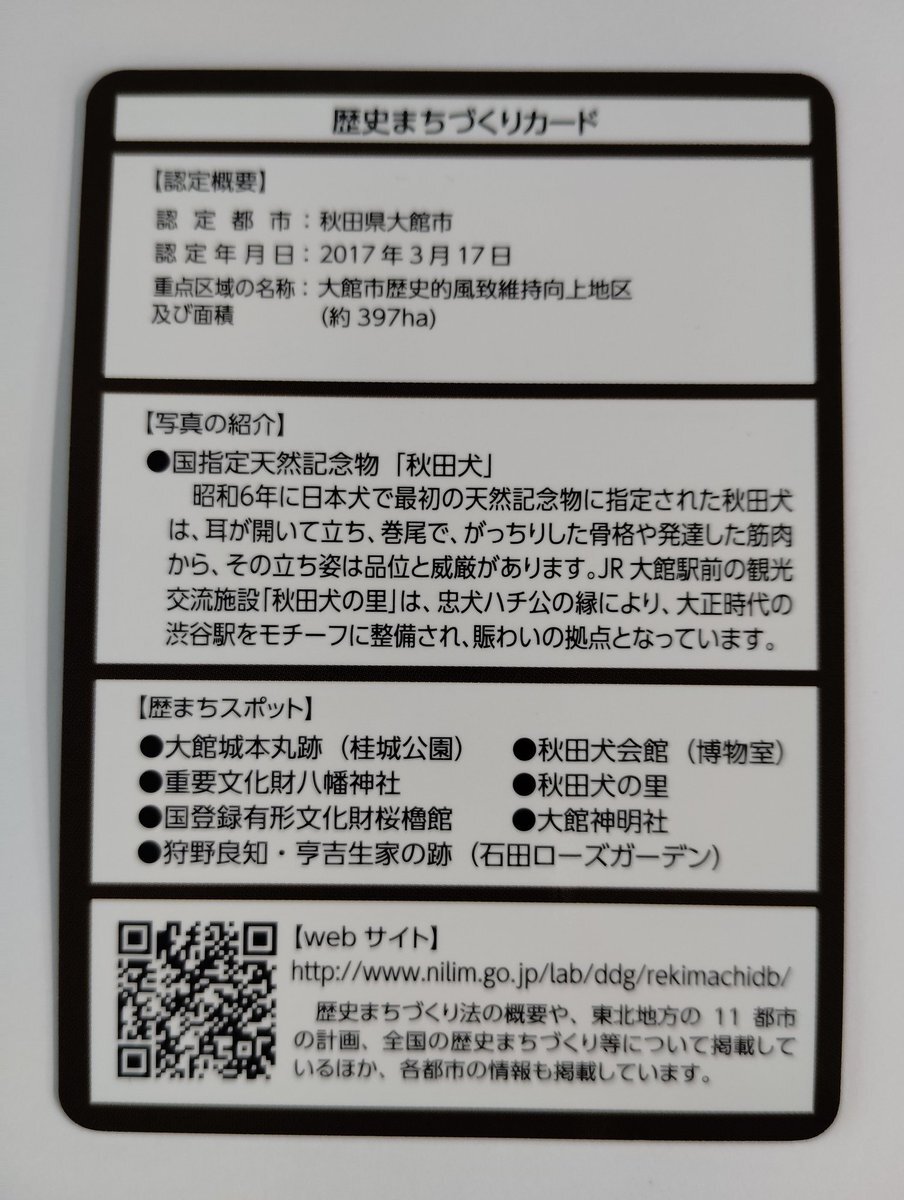 歴史まちづくりカード
【認定概要】
認定都市：秋田県大館市
認定年月日：2017年3月17日
重点区域の名称：大館市歴史的風致維持向上地区
及び面積　　　　(約397ha)
【写真の紹介】
●国指定天然記念物「秋田犬」
昭和6年に日本犬で最初の天然記念物に指定された秋田犬
は、耳が開いて立ち、巻尾で、がっちりした骨格や発達した筋肉
から、その立ち姿は品位と威厳があります。JR大館駅前の観光
交流施設「秋田犬の里」は、忠犬ハチ公の縁により、大正時代の
渋谷駅をモチーフに整備され、賑わいの拠点となっています。
【歴まちスポット】
●大館城本丸跡（桂城公園）　●秋田犬会館（博物室）
●重要文化財八幡神社　●秋田犬の里
●国登録有形文化財桜櫓館　●大館神明社
●狩野良知・亨吉生家の跡（石田ローズガーデン）
【webサイト】
http://www.nilim.go.jp/lab/ddg/rekimachidb/
歴史まちづくり法の概要や、東北地方の11都市
の計画、全国の歴史まちづくり等について掲載して
いるほか、各都市の情報も掲載しています。